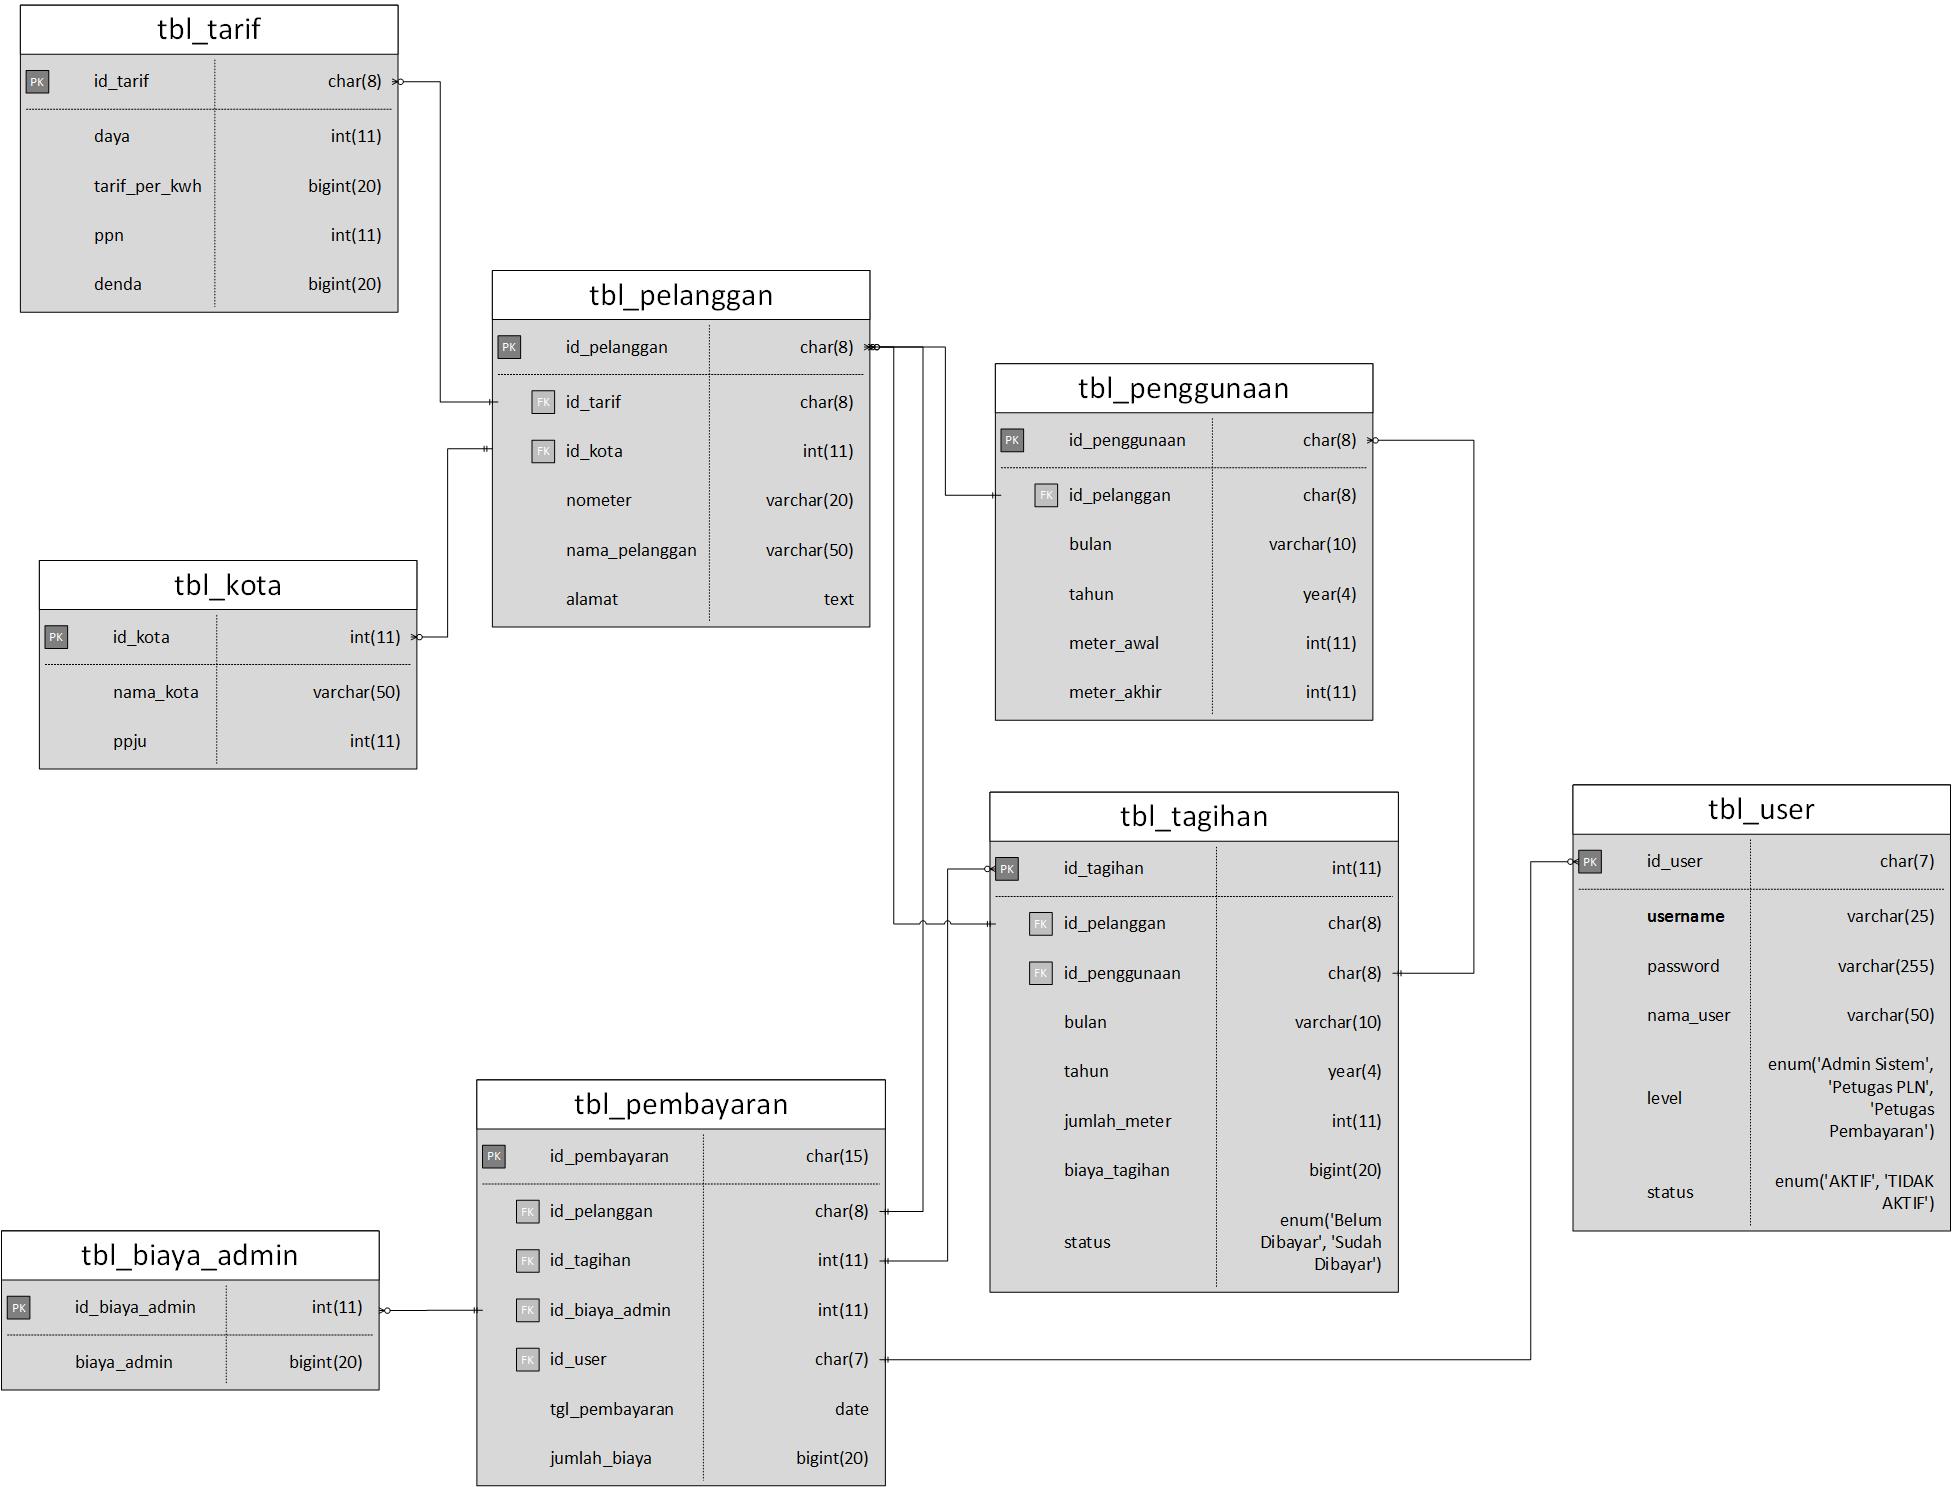 tbl_tarif
PK id_tarif char(8)
daya int(11)
tarif_per_kwh bigint(20)
ppn int(11)
denda bigint(20)
tbl_pelanggan
PK id_pelanggan char(8)
FK id_tarif char(8)
FK id_kota int(11)
nometer varchar(20)
nama_pelanggan varchar(50)
alamat text
tbl_penggunaan
PK id_penggunaan char(8)
FK id_pelanggan char(8)
bulan varchar(10)
tahun year(4)
meter_awal int(11)
meter_akhir int(11)
tbl_kota
PK id_kota int(11)
nama_kota varchar(50)
ppju int(11)
tbl_tagihan
PK id_tagihan int(11)
FK id_pelanggan char(8)
FK id_penggunaan char(8)
bulan varchar(10)
tahun year(4)
jumlah_meter int(11)
biaya_tagihan bigint(20)
status enum('Belum
Dibayar', 'Sudah
Dibayar')
tbl_user
PK id_user char(7)
username varchar(25)
password varchar(255)
nama_user varchar(50)
level enum('Admin Sistem',
'Petugas PLN',
'Petugas
Pembayaran')
status enum('AKTIF', 'TIDAK
AKTIF')
tbl_pembayaran
PK id_pembayaran char(15)
FK id_pelanggan char(8)
FK id_tagihan int(11)
FK id_biaya_admin int(11)
FK id_user char(7)
tgl_pembayaran date
jumlah_biaya bigint(20)
tbl_biaya_admin
PK id_biaya_admin int(11)
biaya_admin bigint(20)